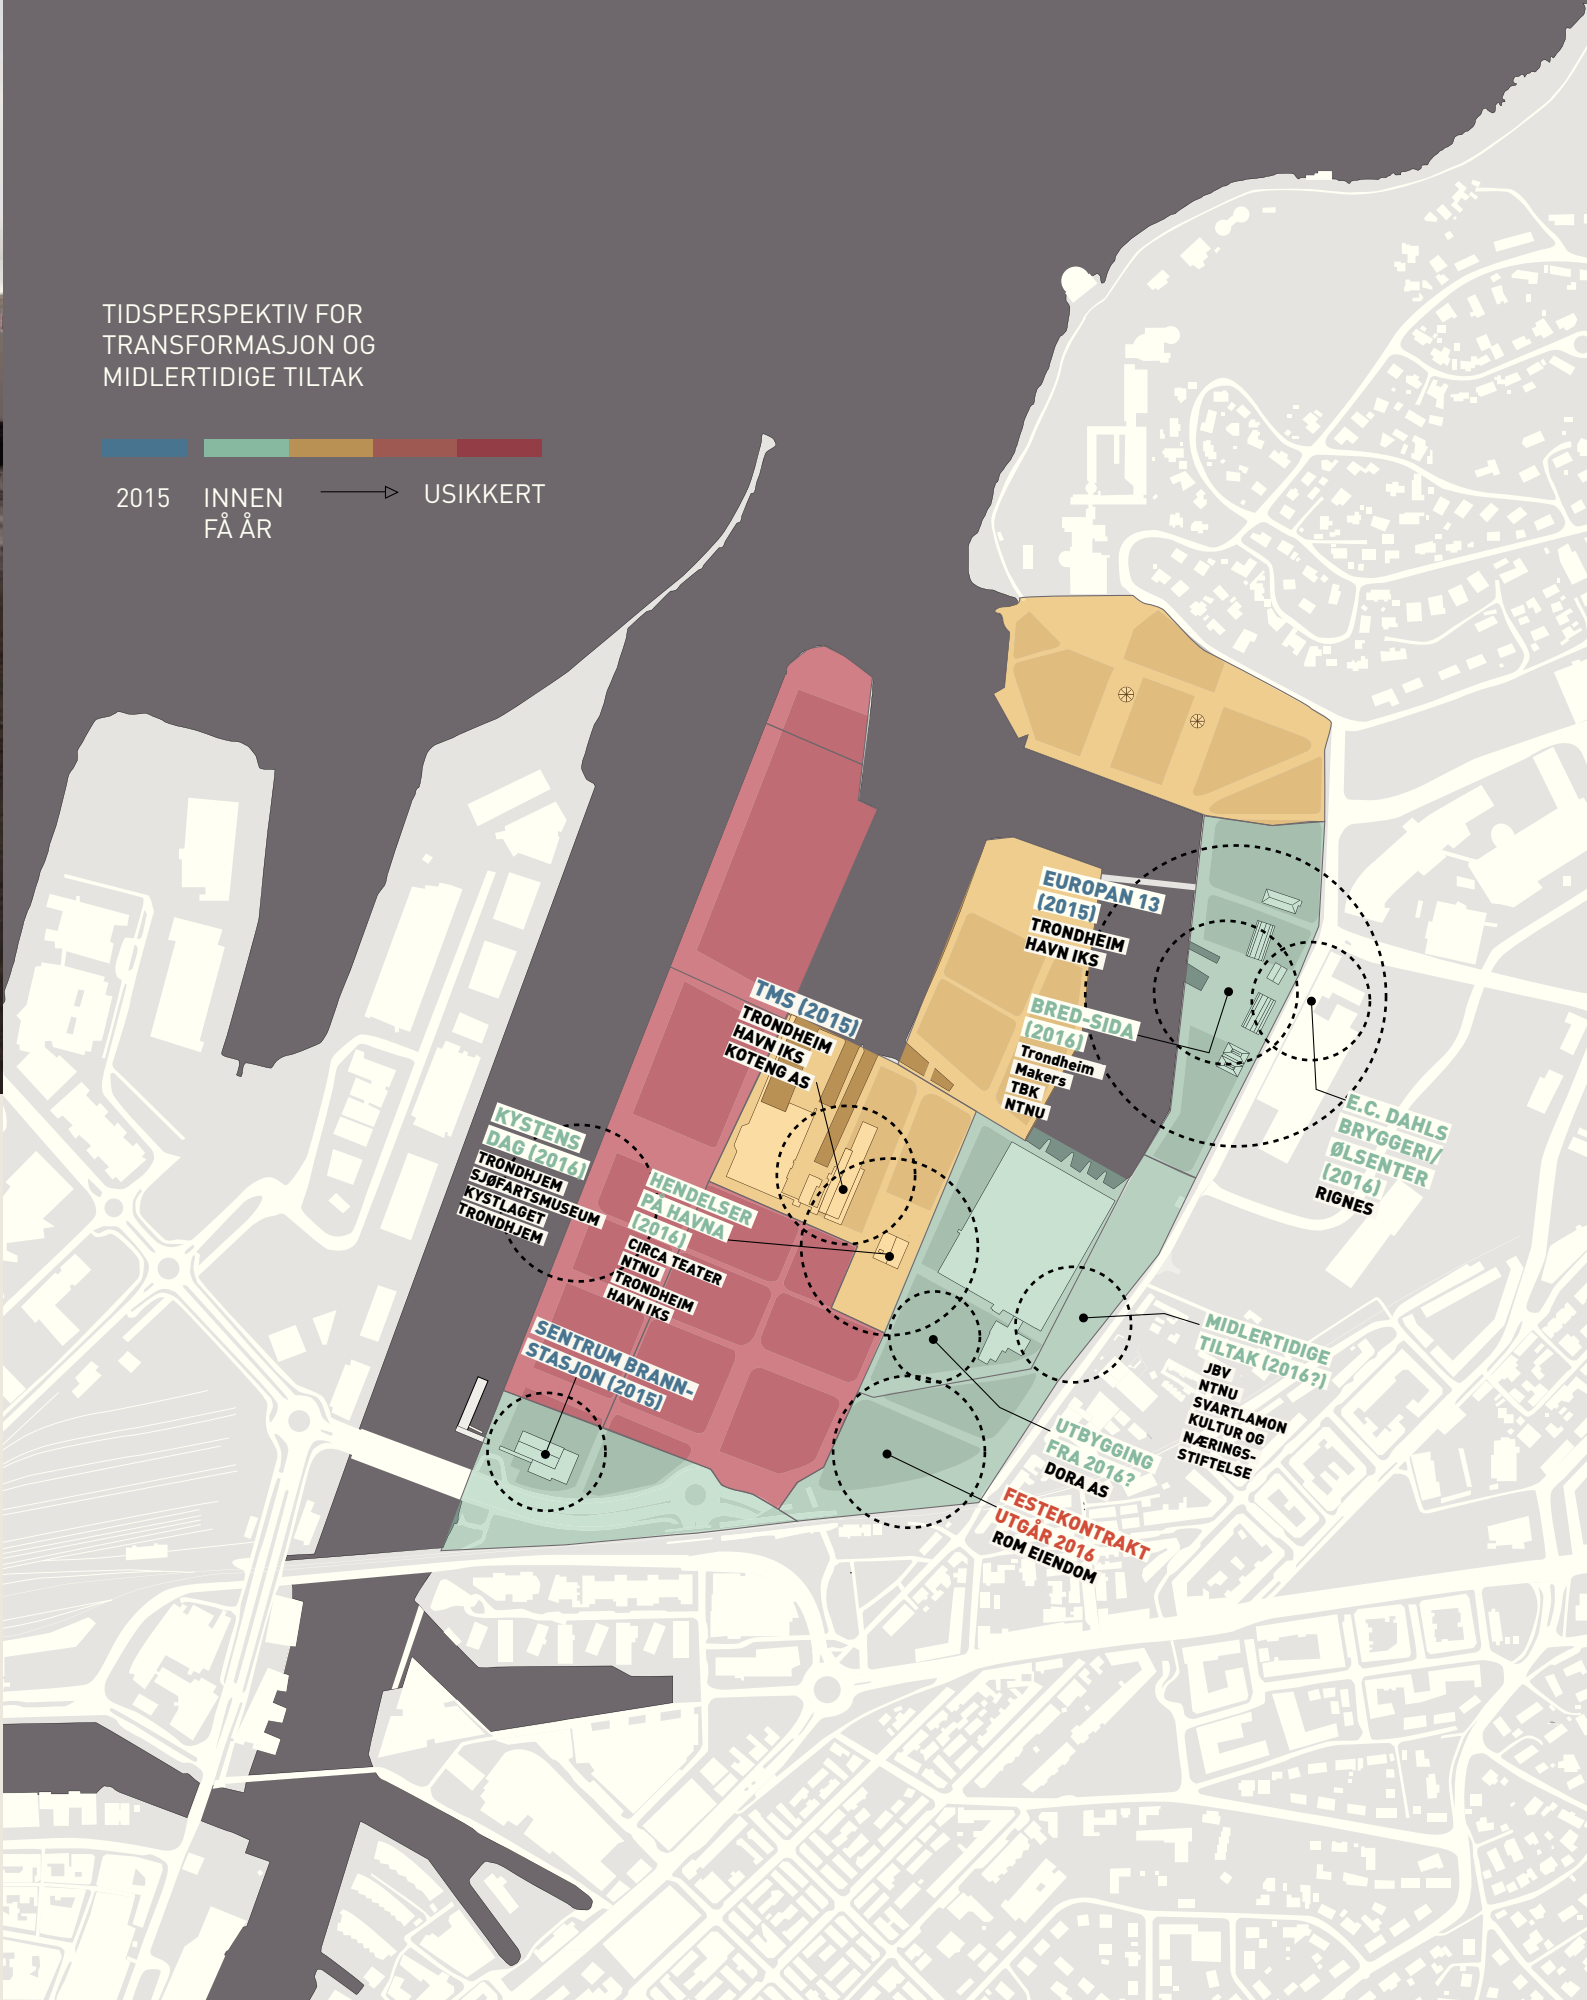 TIDSPERSPEKTIV FOR
TRANSFORMASJON OG
MIDLERTIDIGE TILTAK
2015
INNEN
FÅ ÅR
USIKKERT
EUROPAN 13
(2015)
TRONDHEIM
HAVN IKS
TMS (2015)
TRONDHEIM
HAVN IKS
KOTENG AS
BRED-SIDA
(2016)
Trondheim
Makers
TBK
NTNU
E.C. DAHLS
BRYGGERI/
ØLSENTER
(2016)
RIGNES
KYSTENS
DAG (2016)
TRONDHJEM
SJØFARTSMUSEUM
KYSTLAGET
TRONDHJEM
HENDELSER
PÅ HAVNA
(2016)
CIRCA TEATER
NTNU
TRONDHEIM
HAVN IKS
SENTRUM BRANN-
STASJON (2015)
MIDLERTIDIGE
TILTAK (2016?)
JBV
NTNU
SVARTLAMON
KULTUR OG
NÆRINGS-
STIFTELSE
UTBYGGING
FRA 2016?
DORA AS
FESTEKONTRAKT
UTGÅR 2016
ROM EIENDOM